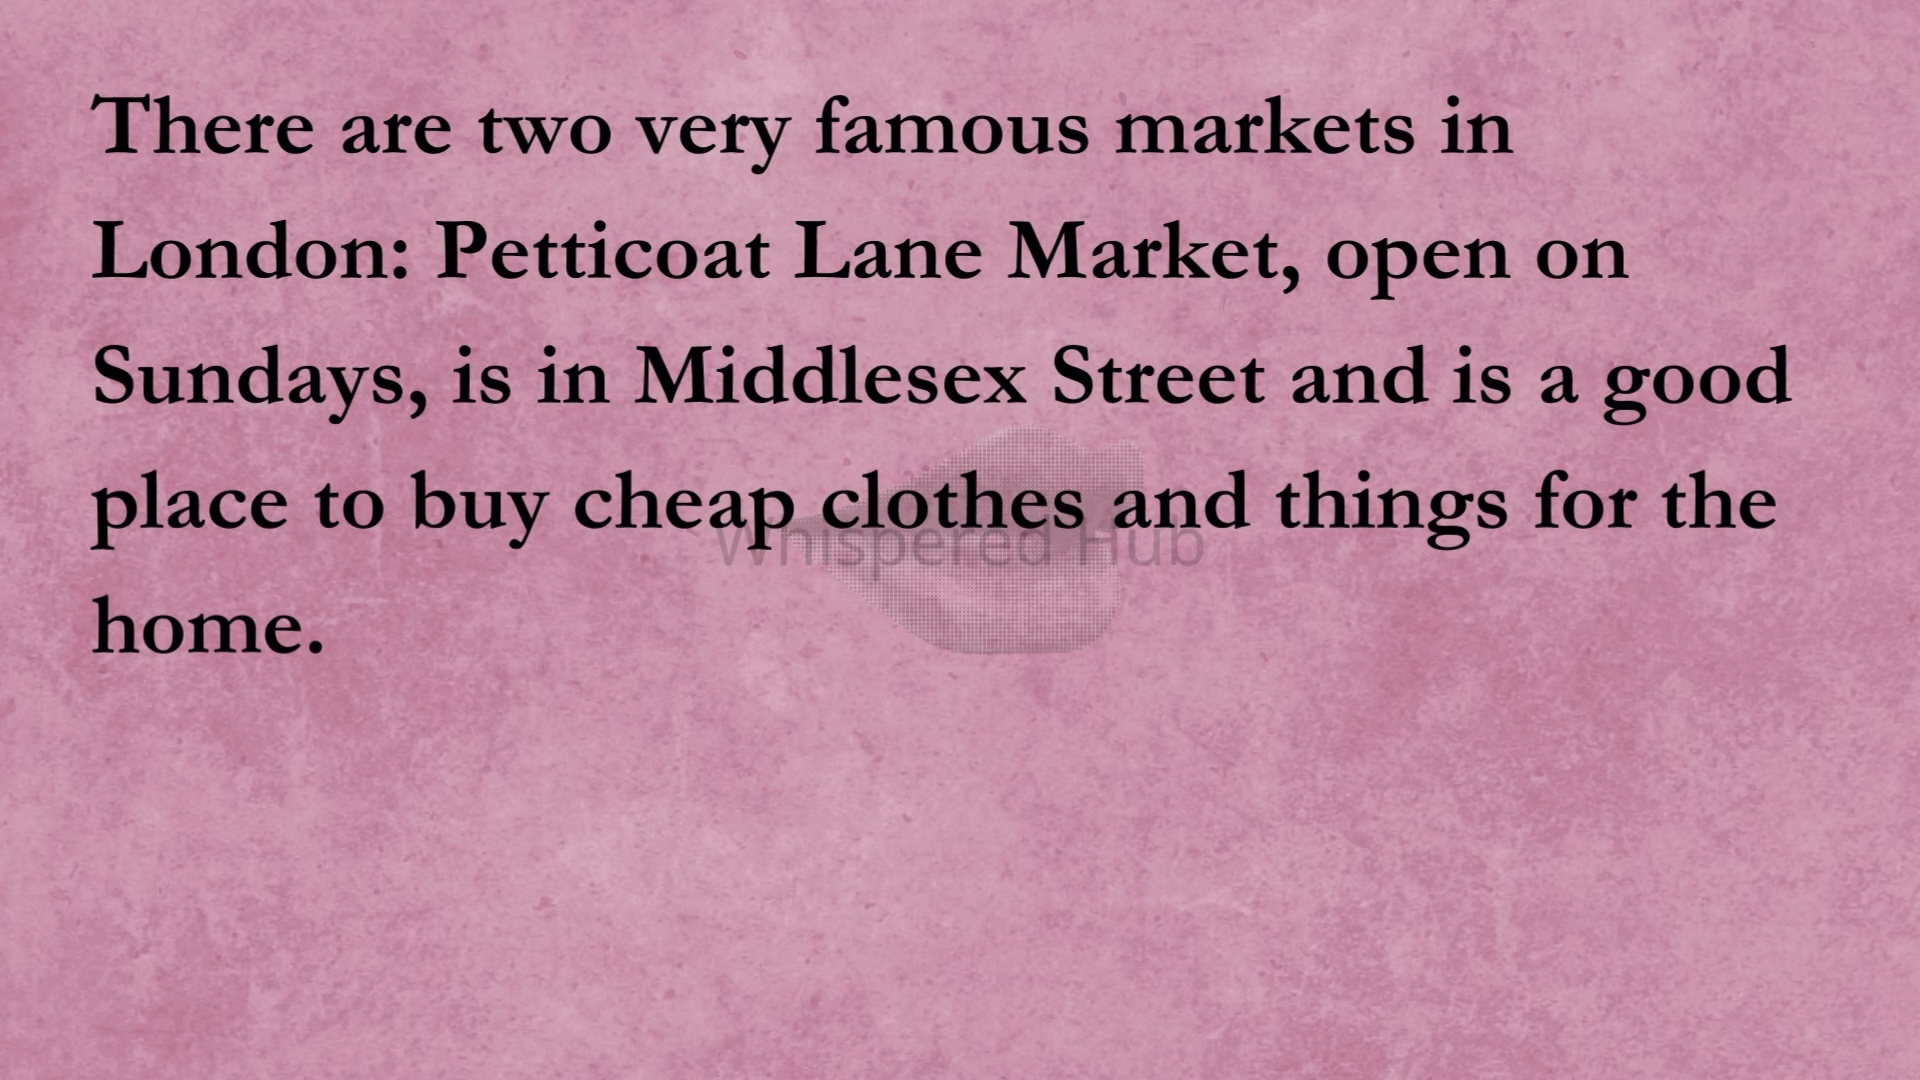 There are two very famous markets in
London: Petticoat Lane Market, open on
Sundays, is in Middlesex Street and is a good
place to buy cheap clothes and things for the
Whispered Hub
home.